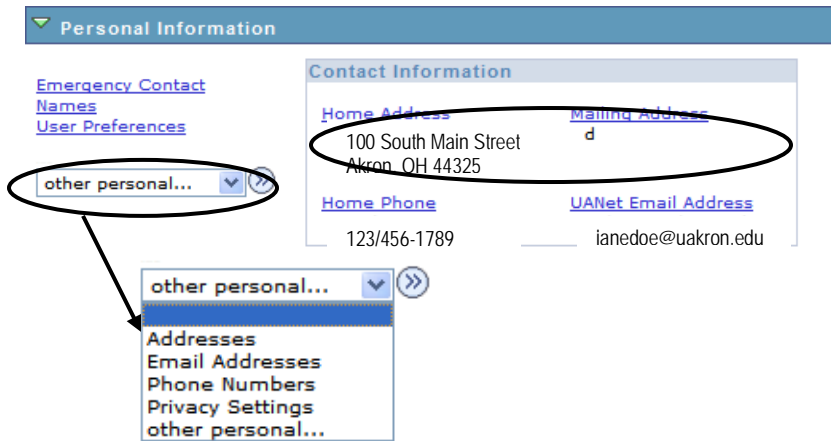 Personal Information
Emergency Contact
Names
User Preferences
other personal...
Contact Information
Home Address
100 South Main Street
Akron, OH 44325
Mailing Address
d
Home Phone
123/456-1789
UANet Email Address
ianedoe@uakron.edu
other personal...
Addresses
Email Addresses
Phone Numbers
Privacy Settings
other personal...